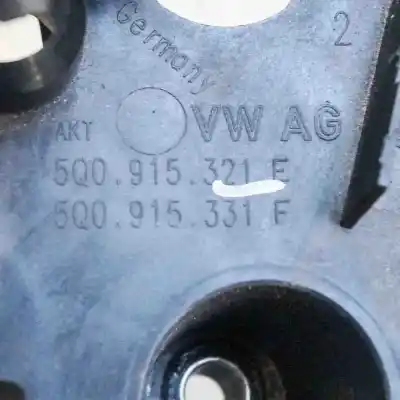 Germany
2
AKT VW AG
5Q0.915.321 E
5Q0.915.331 F